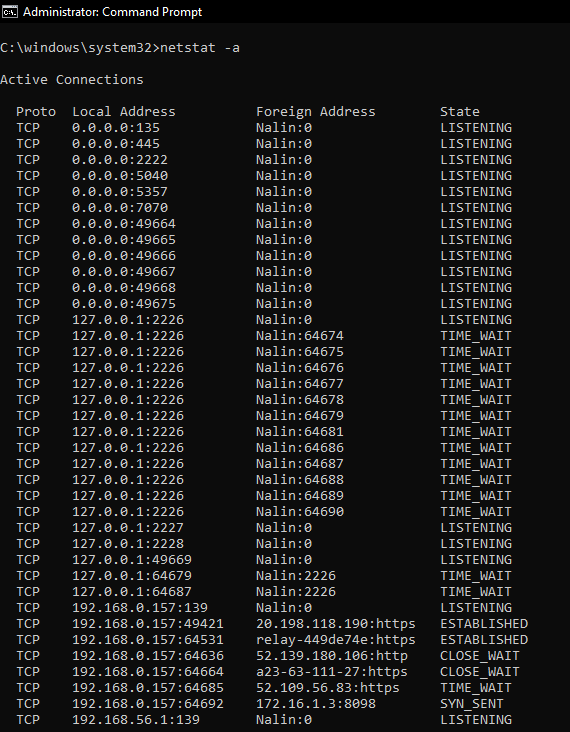 Administrator: Command Prompt
C:\windows\system32>netstat -a
Active Connections
Proto Local Address Foreign Address State
TCP 0.0.0.0:135 Nalin:0 LISTENING
TCP 0.0.0.0:445 Nalin:0 LISTENING
TCP 0.0.0.0:2222 Nalin:0 LISTENING
TCP 0.0.0.0:5040 Nalin:0 LISTENING
TCP 0.0.0.0:5357 Nalin:0 LISTENING
TCP 0.0.0.0:7070 Nalin:0 LISTENING
TCP 0.0.0.0:49664 Nalin:0 LISTENING
TCP 0.0.0.0:49665 Nalin:0 LISTENING
TCP 0.0.0.0:49666 Nalin:0 LISTENING
TCP 0.0.0.0:49667 Nalin:0 LISTENING
TCP 0.0.0.0:49668 Nalin:0 LISTENING
TCP 0.0.0.0:49675 Nalin:0 LISTENING
TCP 127.0.0.1:2226 Nalin:0 LISTENING
TCP 127.0.0.1:2226 Nalin:64674 TIME_WAIT
TCP 127.0.0.1:2226 Nalin:64675 TIME_WAIT
TCP 127.0.0.1:2226 Nalin:64676 TIME_WAIT
TCP 127.0.0.1:2226 Nalin:64677 TIME_WAIT
TCP 127.0.0.1:2226 Nalin:64678 TIME_WAIT
TCP 127.0.0.1:2226 Nalin:64679 TIME_WAIT
TCP 127.0.0.1:2226 Nalin:64681 TIME_WAIT
TCP 127.0.0.1:2226 Nalin:64686 TIME_WAIT
TCP 127.0.0.1:2226 Nalin:64687 TIME_WAIT
TCP 127.0.0.1:2226 Nalin:64688 TIME_WAIT
TCP 127.0.0.1:2226 Nalin:64689 TIME_WAIT
TCP 127.0.0.1:2226 Nalin:64690 TIME_WAIT
TCP 127.0.0.1:2227 Nalin:0 LISTENING
TCP 127.0.0.1:2228 Nalin:0 LISTENING
TCP 127.0.0.1:49669 Nalin:0 LISTENING
TCP 127.0.0.1:64679 Nalin:2226 TIME_WAIT
TCP 127.0.0.1:64687 Nalin:2226 TIME_WAIT
TCP 192.168.0.157:139 Nalin:0 LISTENING
TCP 192.168.0.157:49421 20.198.118.190:https ESTABLISHED
TCP 192.168.0.157:64531 relay-449de74e:https ESTABLISHED
TCP 192.168.0.157:64636 52.139.180.106:http CLOSE_WAIT
TCP 192.168.0.157:64664 a23-63-111-27:https CLOSE_WAIT
TCP 192.168.0.157:64685 52.109.56.83:https TIME_WAIT
TCP 192.168.0.157:64692 172.16.1.3:8098 SYN_SENT
TCP 192.168.56.1:139 Nalin:0 LISTENING